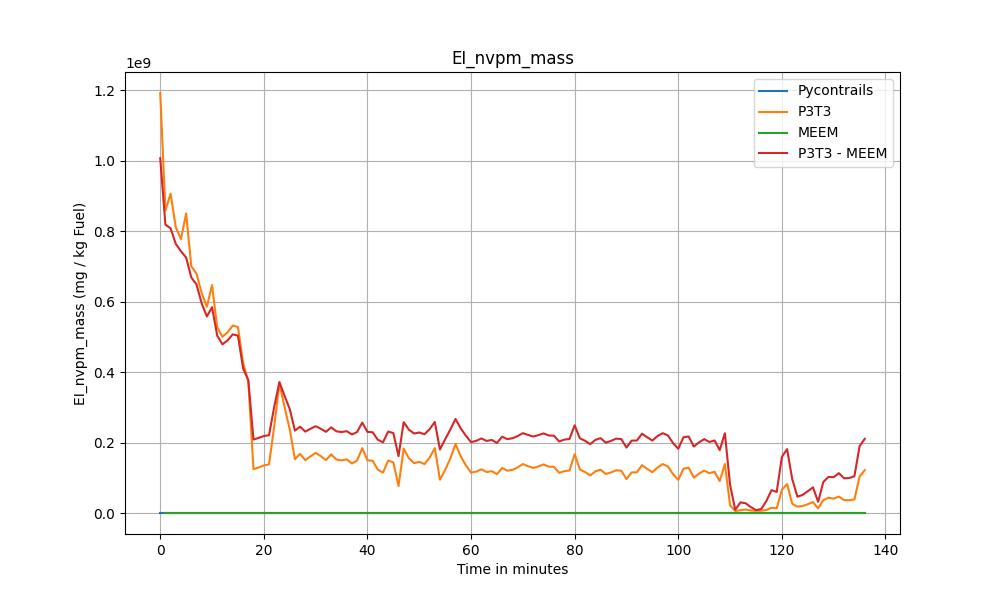 EI_nvpm_mass
1e9
Pycontrails
P3T3
MEEM
P3T3 - MEEM
EI_nvpm_mass (mg / kg Fuel)
1.2
1.0
0.8
0.6
0.4
0.2
0.0
0 20 40 60 80 100 120 140
Time in minutes